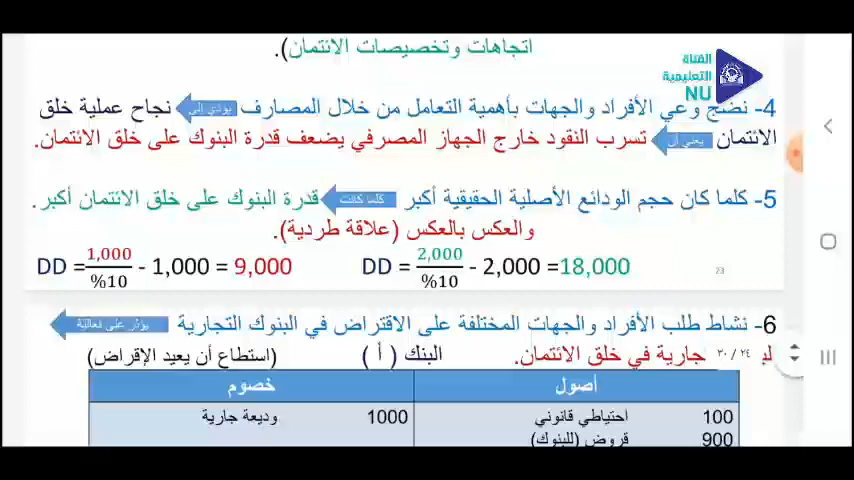 اتجاهات وتخصيصات الائتمان).
القناة
التعليمية
NU
4- نضج وعي الأفراد والجهات بأهمية التعامل من خلال المصارف يؤدي إلى نجاح عملية خلق
الائتمان يعني أن تسرب النقود خارج الجهاز المصرفي يضعف قدرة البنوك على خلق الائتمان.
5- كلما كان حجم الودائع الأصلية الحقيقية أكبر كلما كانت قدرة البنوك على خلق الائتمان أكبر.
والعكس بالعكس (علاقة طردية).
DD = 1,000 / %10 - 1,000 = 9,000 DD = 2,000 / %10 - 2,000 =18,000
23
6- نشاط طلب الأفراد والجهات المختلفة على الاقتراض في البنوك التجارية يؤثر على فعالية
جارية في خلق الائتمان. البنك ( أ ) (استطاع أن يعيد الإقراض)
٢٤ / ٣٠
أصول خصوم
100 احتياطي قانوني 1000 وديعة جارية
900 قروض (للبنوك)